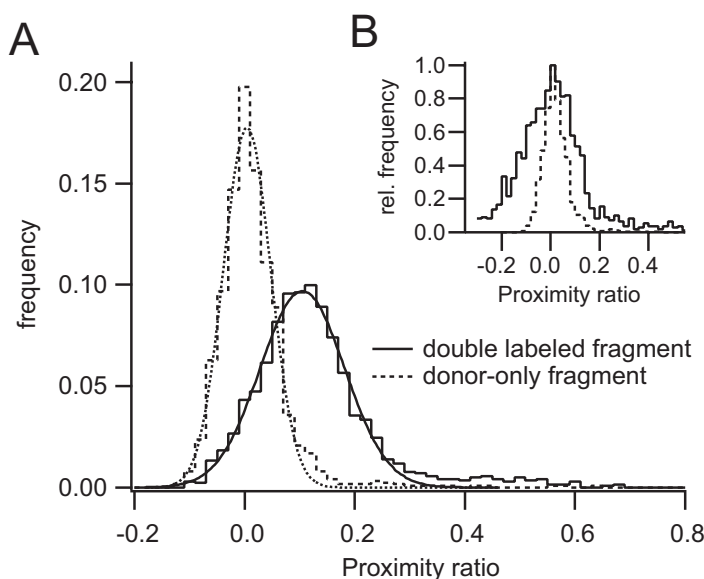 A
0.20
0.15
0.10
0.05
0.00
frequency
-0.2
0.0
0.2
0.4
0.6
0.8
Proximity ratio
B
1.0
0.8
0.6
0.4
0.2
0.0
rel. frequency
-0.2
0.0
0.2
0.4
Proximity ratio
double labeled fragment
donor-only fragment